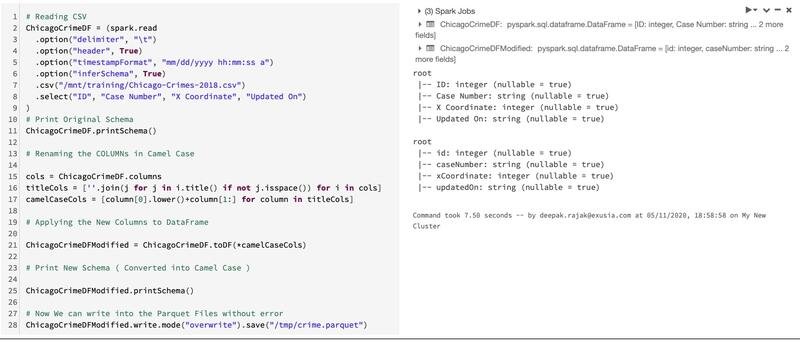 1 # Reading CSV
2 ChicagoCrimeDF = (spark.read
3 .option("delimiter", "\t")
4 .option("header", True)
5 .option("timestampFormat", "mm/dd/yyyy hh:mm:ss a")
6 .option("inferSchema", True)
7 .csv("/mnt/training/Chicago-Crimes-2018.csv")
8 .select("ID", "Case Number", "X Coordinate", "Updated On")
9 )
10 # Print Original Schema
11 ChicagoCrimeDF.printSchema()
12
13 # Renaming the COLUMNs in Camel Case
14
15 cols = ChicagoCrimeDF.columns
16 titleCols = [''.join(j for j in i.title() if not j.isspace()) for i in cols]
17 camelCaseCols = [column[0].lower()+column[1:] for column in titleCols]
18
19 # Applying the New Columns to DataFrame
20
21 ChicagoCrimeDFModified = ChicagoCrimeDF.toDF(*camelCaseCols)
22
23 # Print New Schema ( Converted into Camel Case )
24
25 ChicagoCrimeDFModified.printSchema()
26
27 # Now We can write into the Parquet Files without error
28 ChicagoCrimeDFModified.write.mode("overwrite").save("/tmp/crime.parquet")
(3) Spark Jobs
ChicagoCrimeDF: pyspark.sql.dataframe.DataFrame = [ID: integer, Case Number: string ... 2 more
fields]
ChicagoCrimeDFModified: pyspark.sql.dataframe.DataFrame = [id: integer, caseNumber: string ... 2
more fields]
root
|-- ID: integer (nullable = true)
|-- Case Number: string (nullable = true)
|-- X Coordinate: integer (nullable = true)
|-- Updated On: string (nullable = true)
root
|-- id: integer (nullable = true)
|-- caseNumber: string (nullable = true)
|-- xCoordinate: integer (nullable = true)
|-- updatedOn: string (nullable = true)
Command took 7.50 seconds -- by deepak.rajak@exusia.com at 05/11/2020, 18:58:58 on My New
Cluster